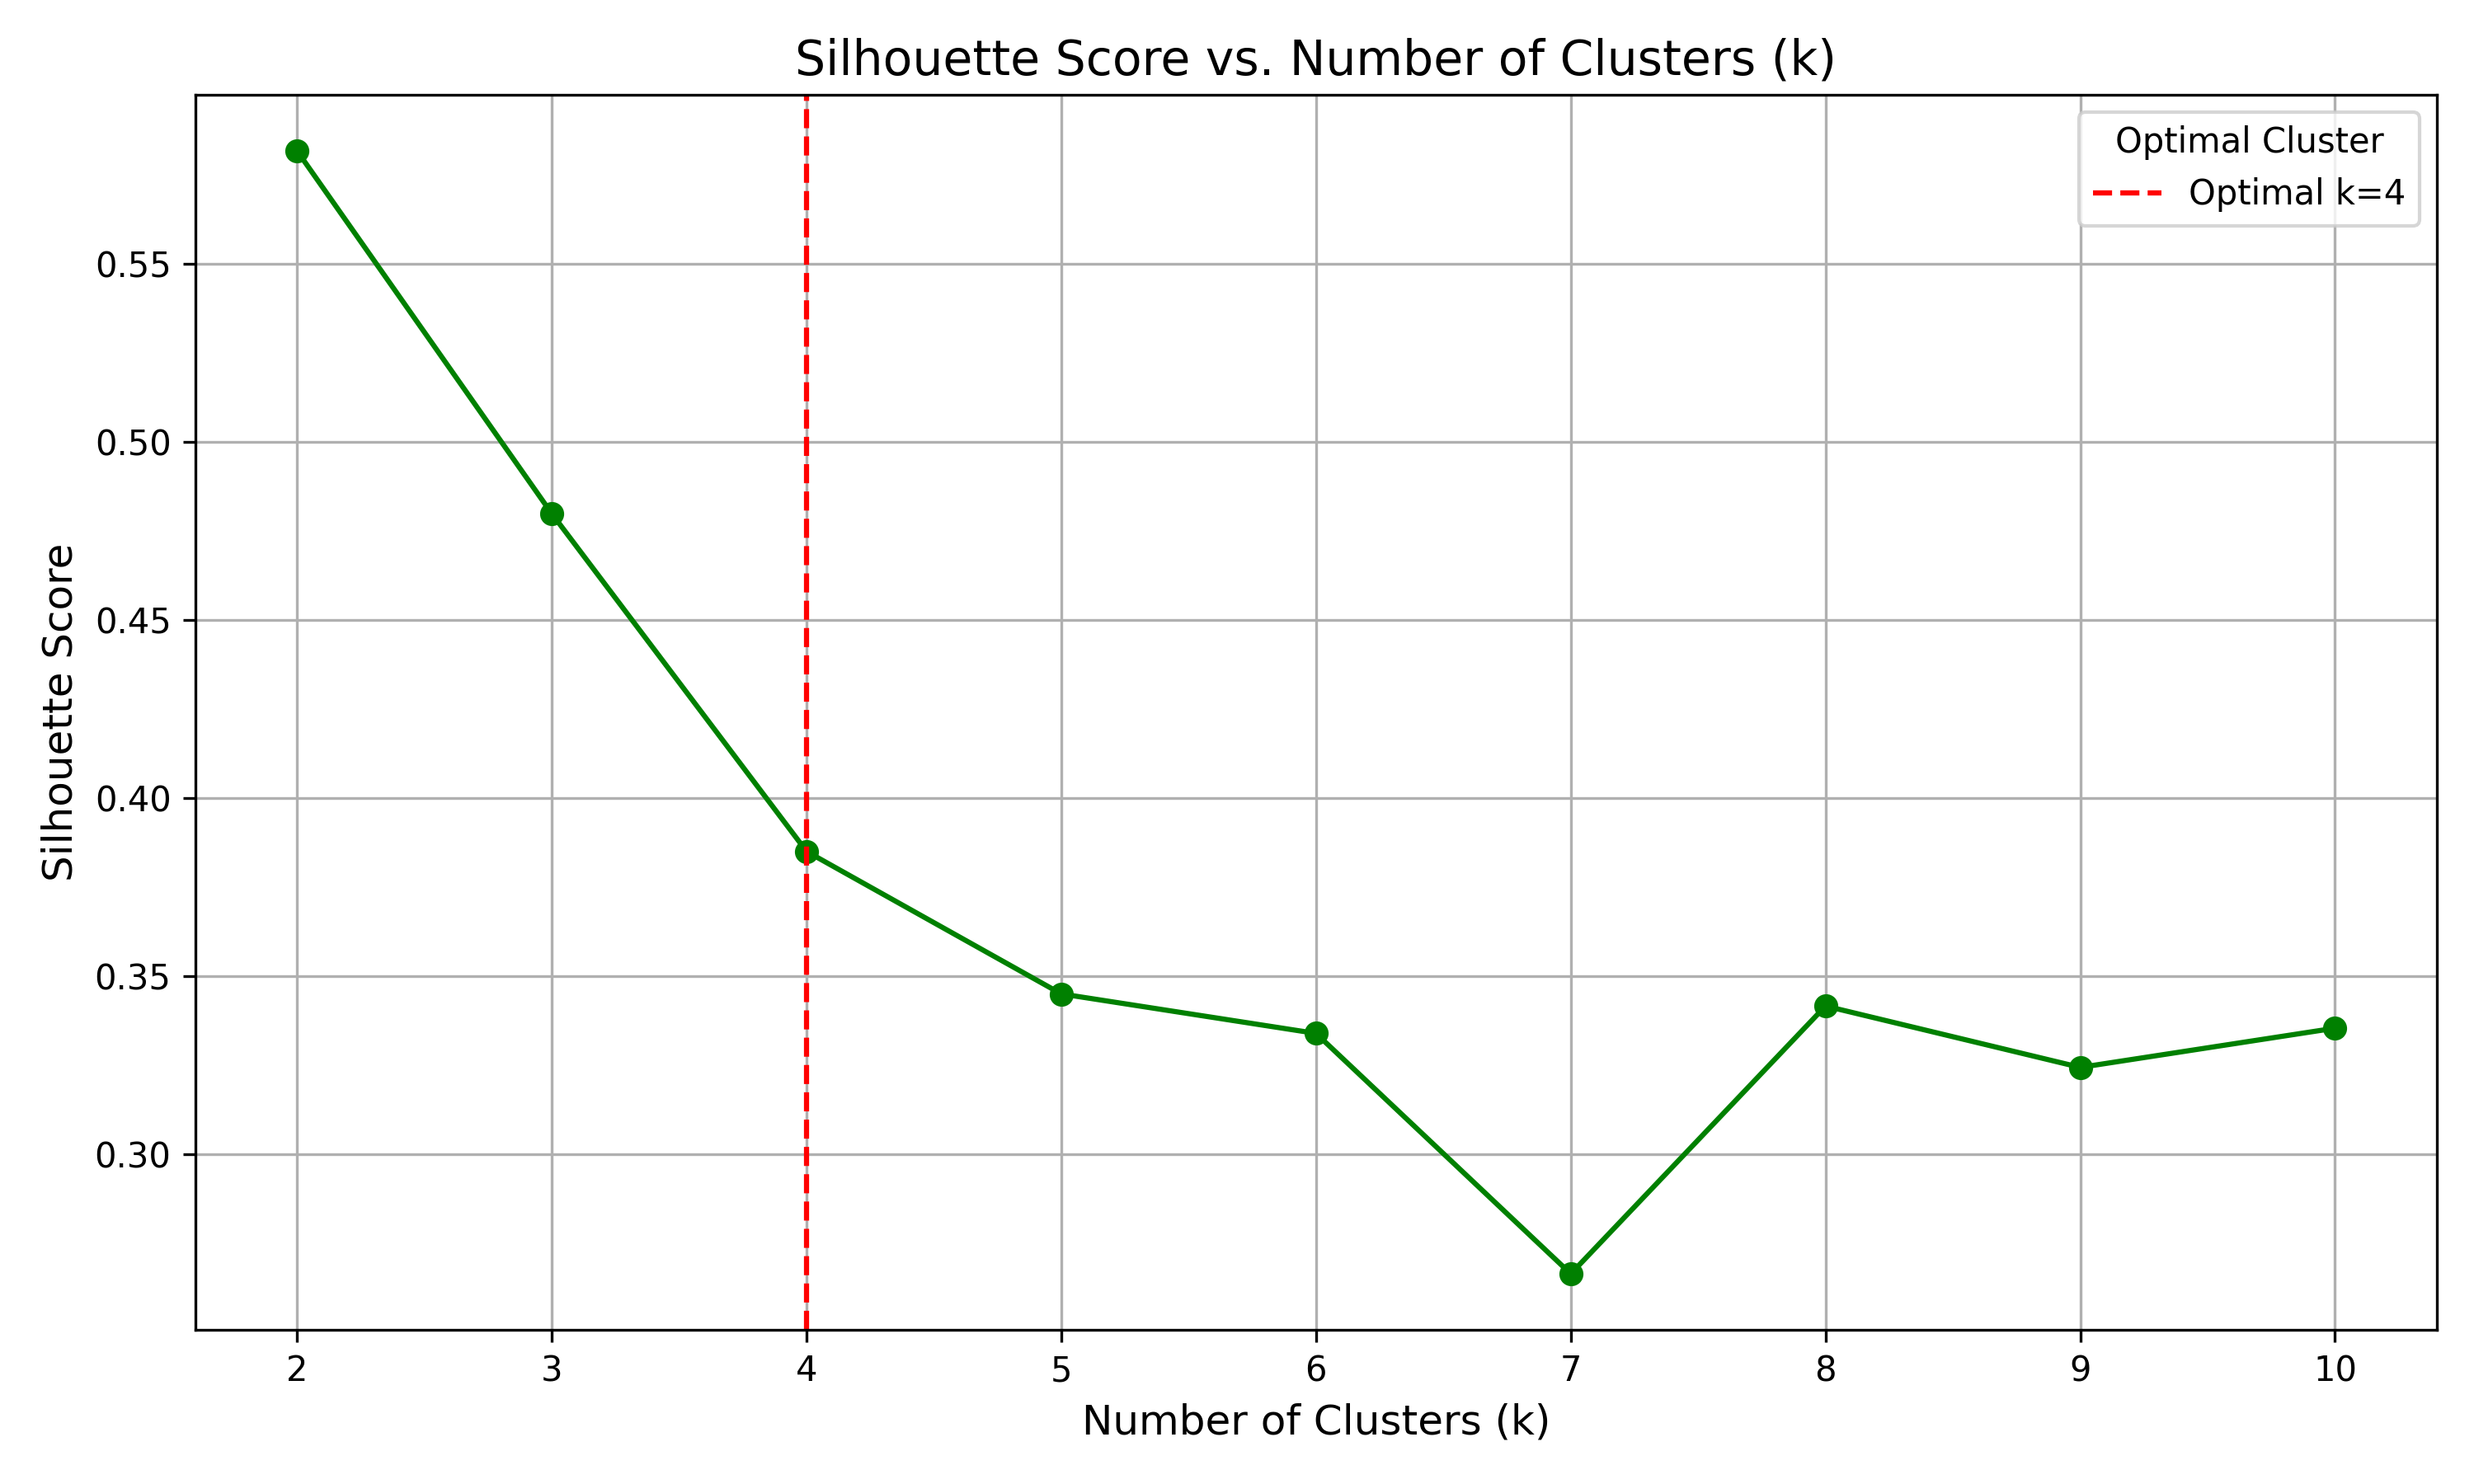 Silhouette Score vs. Number of Clusters (k)
Optimal Cluster
Optimal k=4
Silhouette Score
0.55
0.50
0.45
0.40
0.35
0.30
2 3 4 5 6 7 8 9 10
Number of Clusters (k)